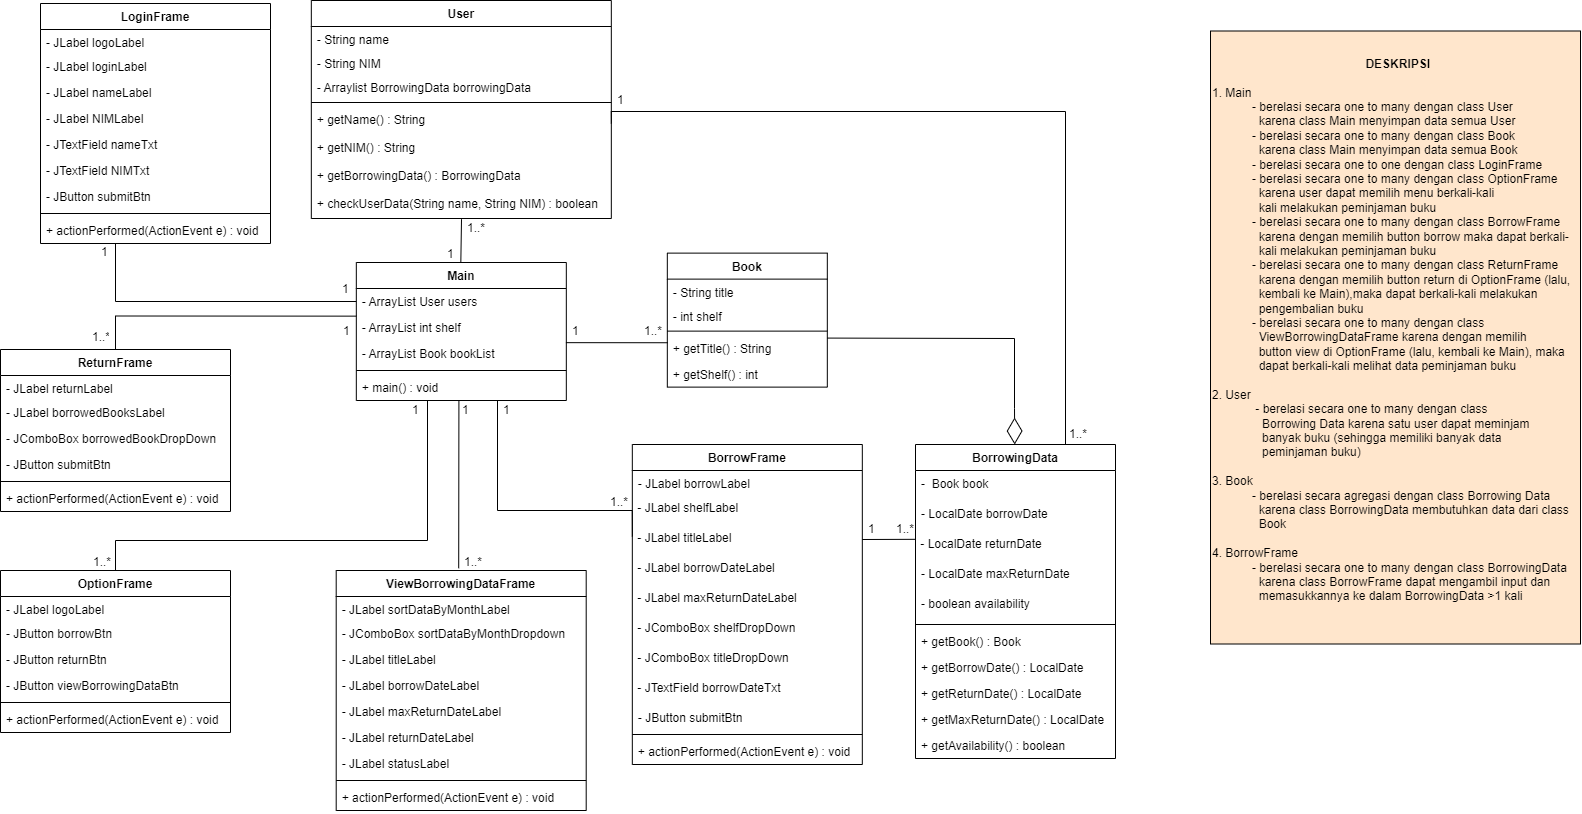 LoginFrame
- JLabel logoLabel
- JLabel loginLabel
- JLabel nameLabel
- JLabel NIMLabel
- JTextField nameTxt
- JTextField NIMTxt
- JButton submitBtn
+ actionPerformed(ActionEvent e) : void
1
User
- String name
- String NIM
- Arraylist BorrowingData borrowingData
+ getName() : String
+ getNIM() : String
+ getBorrowingData() : BorrowingData
+ checkUserData(String name, String NIM) : boolean
1
1..*
1
Main
- ArrayList User users
- ArrayList int shelf
- ArrayList Book bookList
+ main() : void
1
1
1
1..*
1
1
1
Book
- String title
- int shelf
+ getTitle() : String
+ getShelf() : int
1..*
ReturnFrame
- JLabel returnLabel
- JLabel borrowedBooksLabel
- JComboBox borrowedBookDropDown
- JButton submitBtn
+ actionPerformed(ActionEvent e) : void
1..*
OptionFrame
- JLabel logoLabel
- JButton borrowBtn
- JButton returnBtn
- JButton viewBorrowingDataBtn
+ actionPerformed(ActionEvent e) : void
1..*
ViewBorrowingDataFrame
- JLabel sortDataByMonthLabel
- JComboBox sortDataByMonthDropdown
- JLabel titleLabel
- JLabel borrowDateLabel
- JLabel maxReturnDateLabel
- JLabel returnDateLabel
- JLabel statusLabel
+ actionPerformed(ActionEvent e) : void
1..*
BorrowFrame
- JLabel borrowLabel
- JLabel shelfLabel
- JLabel titleLabel
- JLabel borrowDateLabel
- JLabel maxReturnDateLabel
- JComboBox shelfDropDown
- JComboBox titleDropDown
- JTextField borrowDateTxt
- JButton submitBtn
+ actionPerformed(ActionEvent e) : void
1
1..*
1..*
BorrowingData
- Book book
- LocalDate borrowDate
- LocalDate returnDate
- LocalDate maxReturnDate
- boolean availability
+ getBook() : Book
+ getBorrowDate() : LocalDate
+ getReturnDate() : LocalDate
+ getMaxReturnDate() : LocalDate
+ getAvailability() : boolean
DESKRIPSI
1. Main
- berelasi secara one to many dengan class User
karena class Main menyimpan data semua User
- berelasi secara one to many dengan class Book
karena class Main menyimpan data semua Book
- berelasi secara one to one dengan class LoginFrame
- berelasi secara one to many dengan class OptionFrame
karena user dapat memilih menu berkali-kali
kali melakukan peminjaman buku
- berelasi secara one to many dengan class BorrowFrame
karena dengan memilih button borrow maka dapat berkali-
kali melakukan peminjaman buku
- berelasi secara one to many dengan class ReturnFrame
karena dengan memilih button return di OptionFrame (lalu,
kembali ke Main),maka dapat berkali-kali melakukan
pengembalian buku
- berelasi secara one to many dengan class
ViewBorrowingDataFrame karena dengan memilih
button view di OptionFrame (lalu, kembali ke Main), maka
dapat berkali-kali melihat data peminjaman buku
2. User
- berelasi secara one to many dengan class
Borrowing Data karena satu user dapat meminjam
banyak buku (sehingga memiliki banyak data
peminjaman buku)
3. Book
- berelasi secara agregasi dengan class Borrowing Data
karena class BorrowingData membutuhkan data dari class
Book
4. BorrowFrame
- berelasi secara one to many dengan class BorrowingData
karena class BorrowFrame dapat mengambil input dan
memasukkannya ke dalam BorrowingData >1 kali